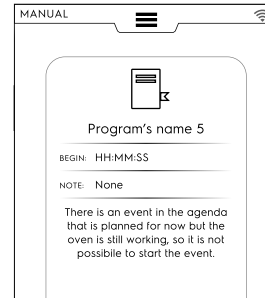 MANUAL
Program's name 5
BEGIN: HH:MM:SS
NOTE: None
There is an event in the agenda
that is planned for now but the
oven is still working, so it is not
possibile to start the event.